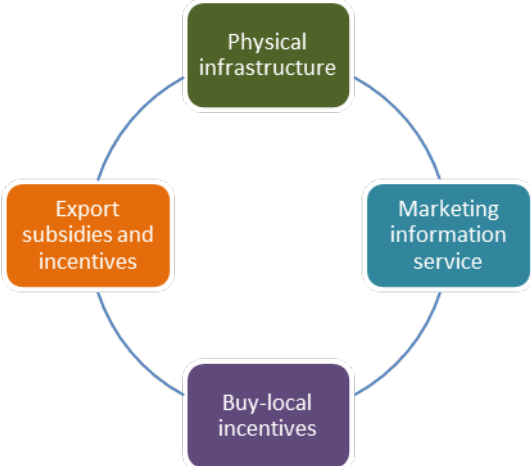 Physical
infrastructure
Export
subsidies and
incentives
Marketing
information
service
Buy-local
incentives